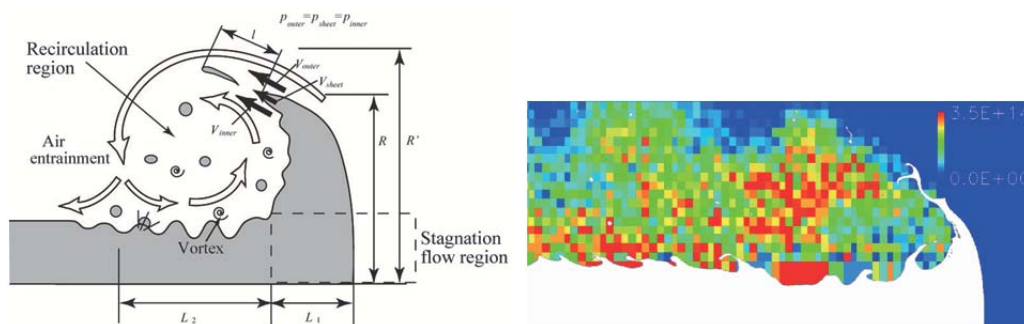 p_outer=p_sheet=p_inner
l
Recirculation
region
V_outer
V_sheet
V_inner
R
R'
Air
entrainment
Vortex
Stagnation
flow region
L_2
L_1
3.5E+14
0.0E+00